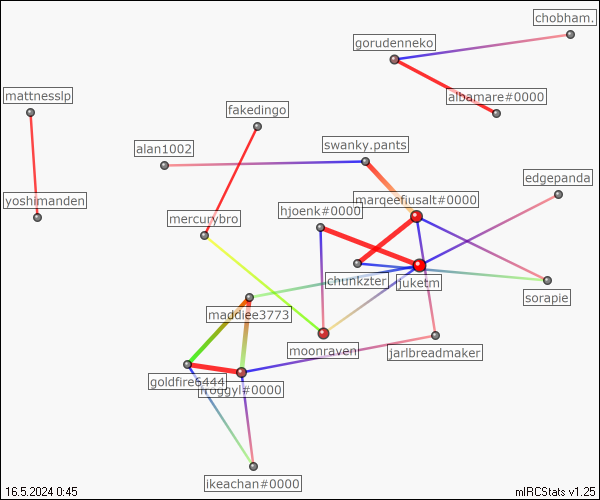 chobham.
gorudenneko
mattnesslp
albamare#0000
fakedingo
alan1002
swanky.pants
edgepanda
yoshimanden
marqeefiusalt#0000
hjoenk#0000
mercurybro
chunkzter
juketm
sorapie
maddiee3773
moonraven
jarlbreadmaker
goldfire6444
froggyl#0000
ikeachan#0000
16.5.2024 0:45
mIRCStats v1.25